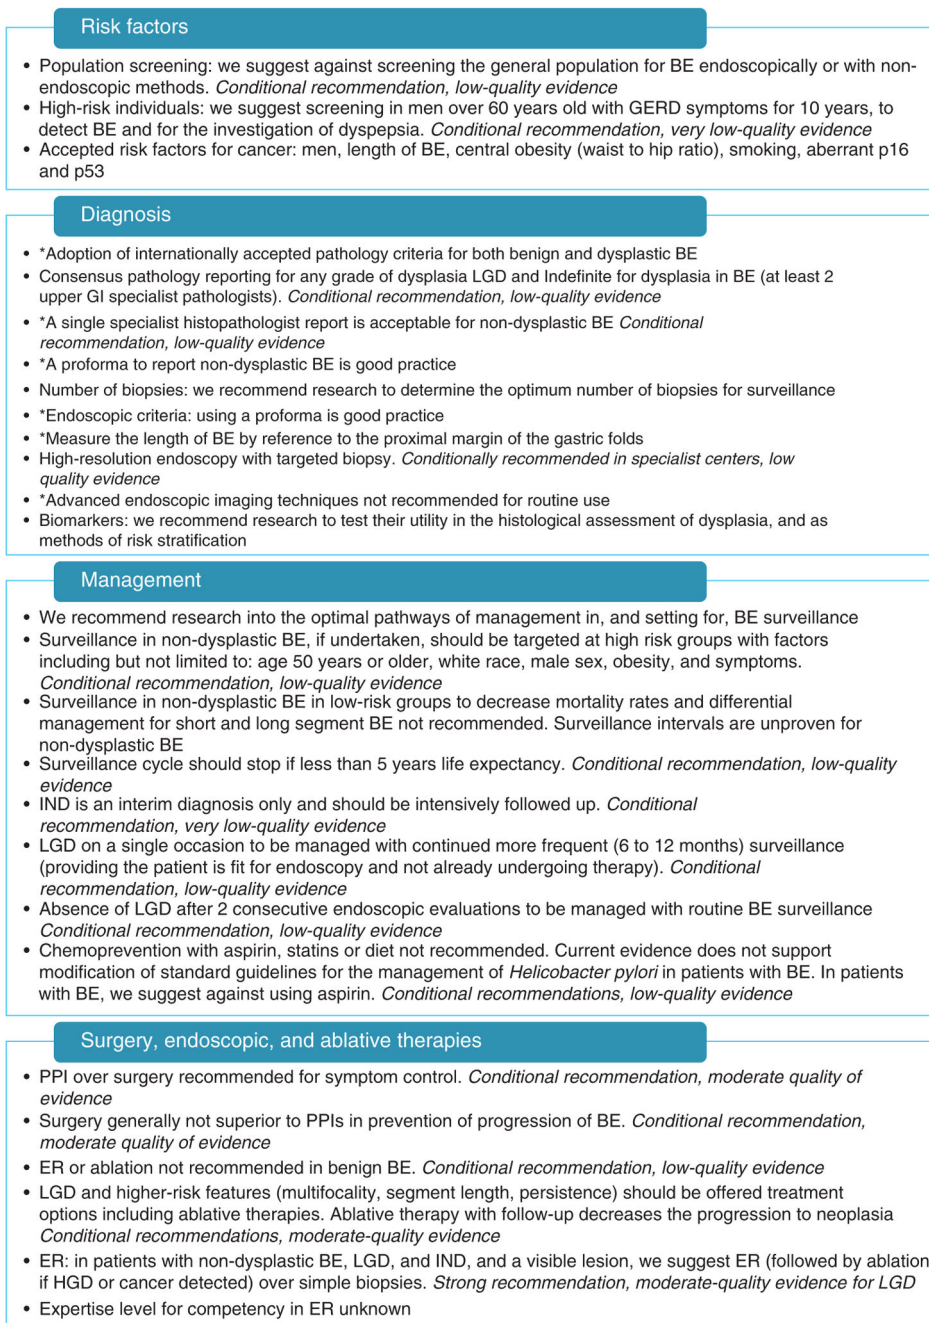 Risk factors
• Population screening: we suggest against screening the general population for BE endoscopically or with non-
endoscopic methods. Conditional recommendation, low-quality evidence
• High-risk individuals: we suggest screening in men over 60 years old with GERD symptoms for 10 years, to
detect BE and for the investigation of dyspepsia. Conditional recommendation, very low-quality evidence
• Accepted risk factors for cancer: men, length of BE, central obesity (waist to hip ratio), smoking, aberrant p16
and p53
Diagnosis
• *Adoption of internationally accepted pathology criteria for both benign and dysplastic BE
• Consensus pathology reporting for any grade of dysplasia LGD and Indefinite for dysplasia in BE (at least 2
upper GI specialist pathologists). Conditional recommendation, low-quality evidence
• *A single specialist histopathologist report is acceptable for non-dysplastic BE Conditional
recommendation, low-quality evidence
• *A proforma to report non-dysplastic BE is good practice
• Number of biopsies: we recommend research to determine the optimum number of biopsies for surveillance
• *Endoscopic criteria: using a proforma is good practice
• *Measure the length of BE by reference to the proximal margin of the gastric folds
• High-resolution endoscopy with targeted biopsy. Conditionally recommended in specialist centers, low
quality evidence
• *Advanced endoscopic imaging techniques not recommended for routine use
• Biomarkers: we recommend research to test their utility in the histological assessment of dysplasia, and as
methods of risk stratification
Management
• We recommend research into the optimal pathways of management in, and setting for, BE surveillance
• Surveillance in non-dysplastic BE, if undertaken, should be targeted at high risk groups with factors
including but not limited to: age 50 years or older, white race, male sex, obesity, and symptoms.
Conditional recommendation, low-quality evidence
• Surveillance in non-dysplastic BE in low-risk groups to decrease mortality rates and differential
management for short and long segment BE not recommended. Surveillance intervals are unproven for
non-dysplastic BE
• Surveillance cycle should stop if less than 5 years life expectancy. Conditional recommendation, low-quality
evidence
• IND is an interim diagnosis only and should be intensively followed up. Conditional
recommendation, very low-quality evidence
• LGD on a single occasion to be managed with continued more frequent (6 to 12 months) surveillance
(providing the patient is fit for endoscopy and not already undergoing therapy). Conditional
recommendation, low-quality evidence
• Absence of LGD after 2 consecutive endoscopic evaluations to be managed with routine BE surveillance
Conditional recommendation, low-quality evidence
• Chemoprevention with aspirin, statins or diet not recommended. Current evidence does not support
modification of standard guidelines for the management of Helicobacter pylori in patients with BE. In patients
with BE, we suggest against using aspirin. Conditional recommendations, low-quality evidence
Surgery, endoscopic, and ablative therapies
• PPI over surgery recommended for symptom control. Conditional recommendation, moderate quality of
evidence
• Surgery generally not superior to PPIs in prevention of progression of BE. Conditional recommendation,
moderate quality of evidence
• ER or ablation not recommended in benign BE. Conditional recommendation, low-quality evidence
• LGD and higher-risk features (multifocality, segment length, persistence) should be offered treatment
options including ablative therapies. Ablative therapy with follow-up decreases the progression to neoplasia
Conditional recommendations, moderate-quality evidence
• ER: in patients with non-dysplastic BE, LGD, and IND, and a visible lesion, we suggest ER (followed by ablation
if HGD or cancer detected) over simple biopsies. Strong recommendation, moderate-quality evidence for LGD
• Expertise level for competency in ER unknown